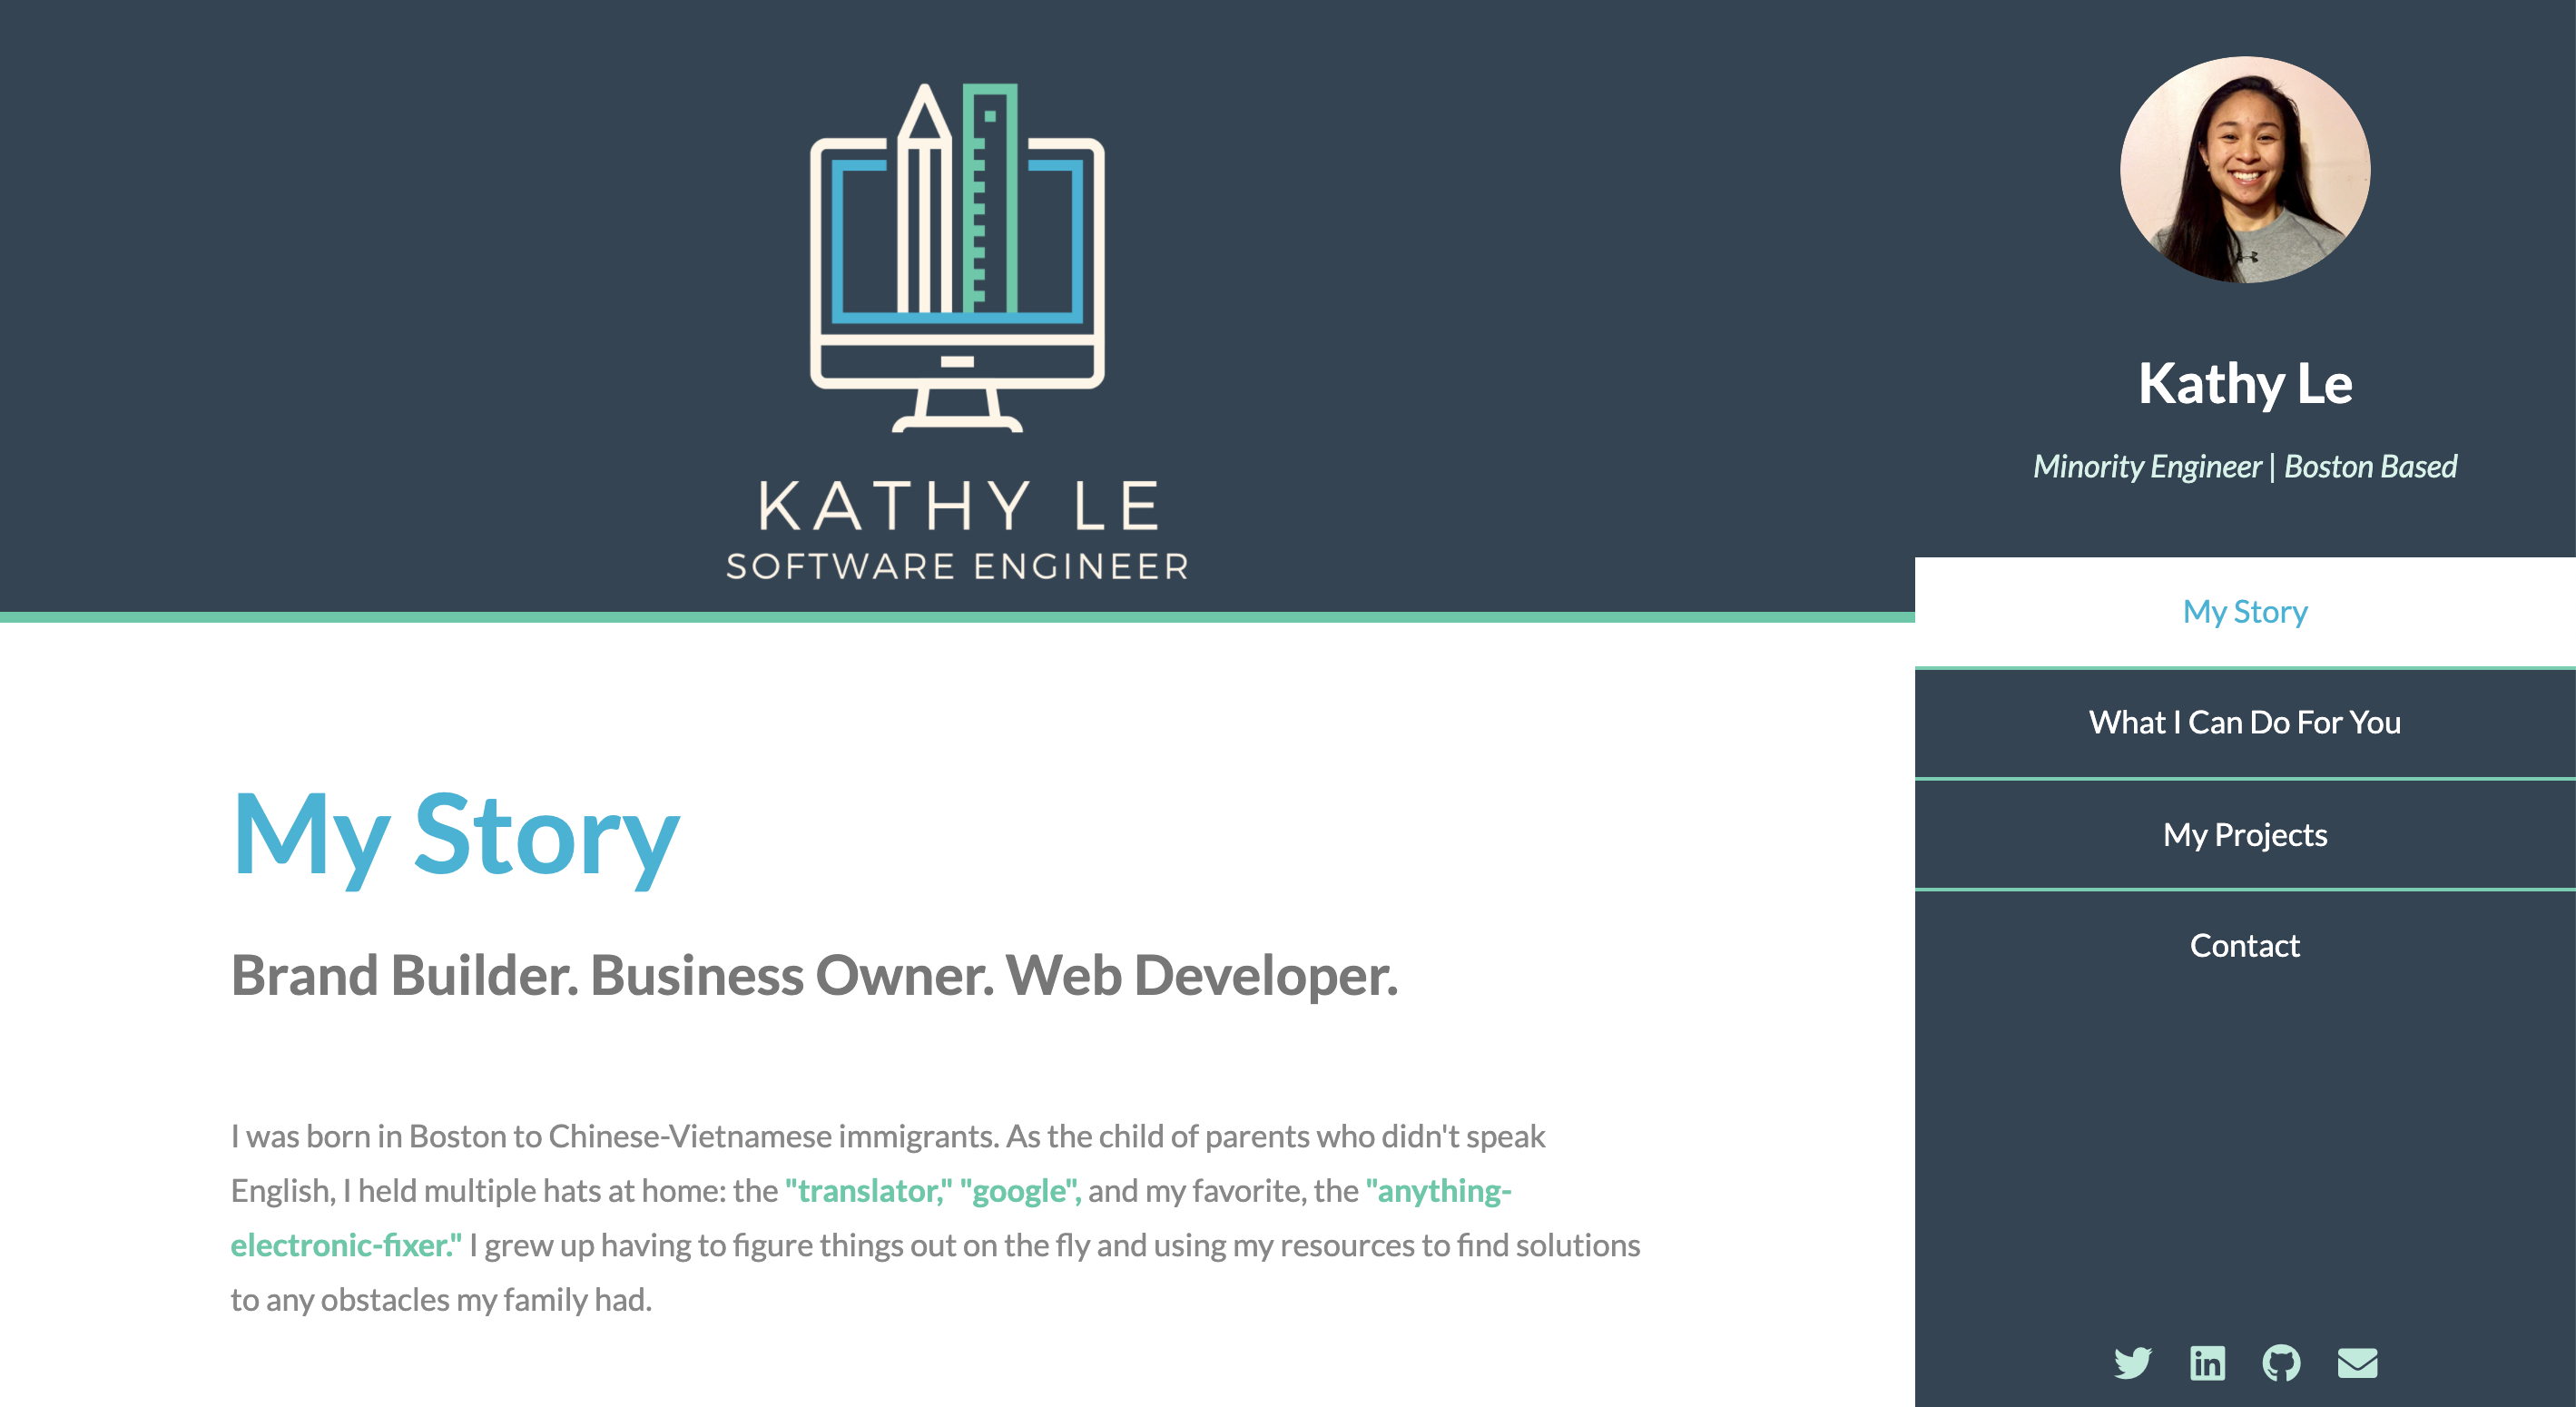 KATHY LE
SOFTWARE ENGINEER
My Story
Brand Builder. Business Owner. Web Developer.
I was born in Boston to Chinese-Vietnamese immigrants. As the child of parents who didn't speak
English, I held multiple hats at home: the "translator," "google", and my favorite, the "anything-
electronic-fixer." I grew up having to figure things out on the fly and using my resources to find solutions
to any obstacles my family had.
Kathy Le
Minority Engineer | Boston Based
My Story
What I Can Do For You
My Projects
Contact
in